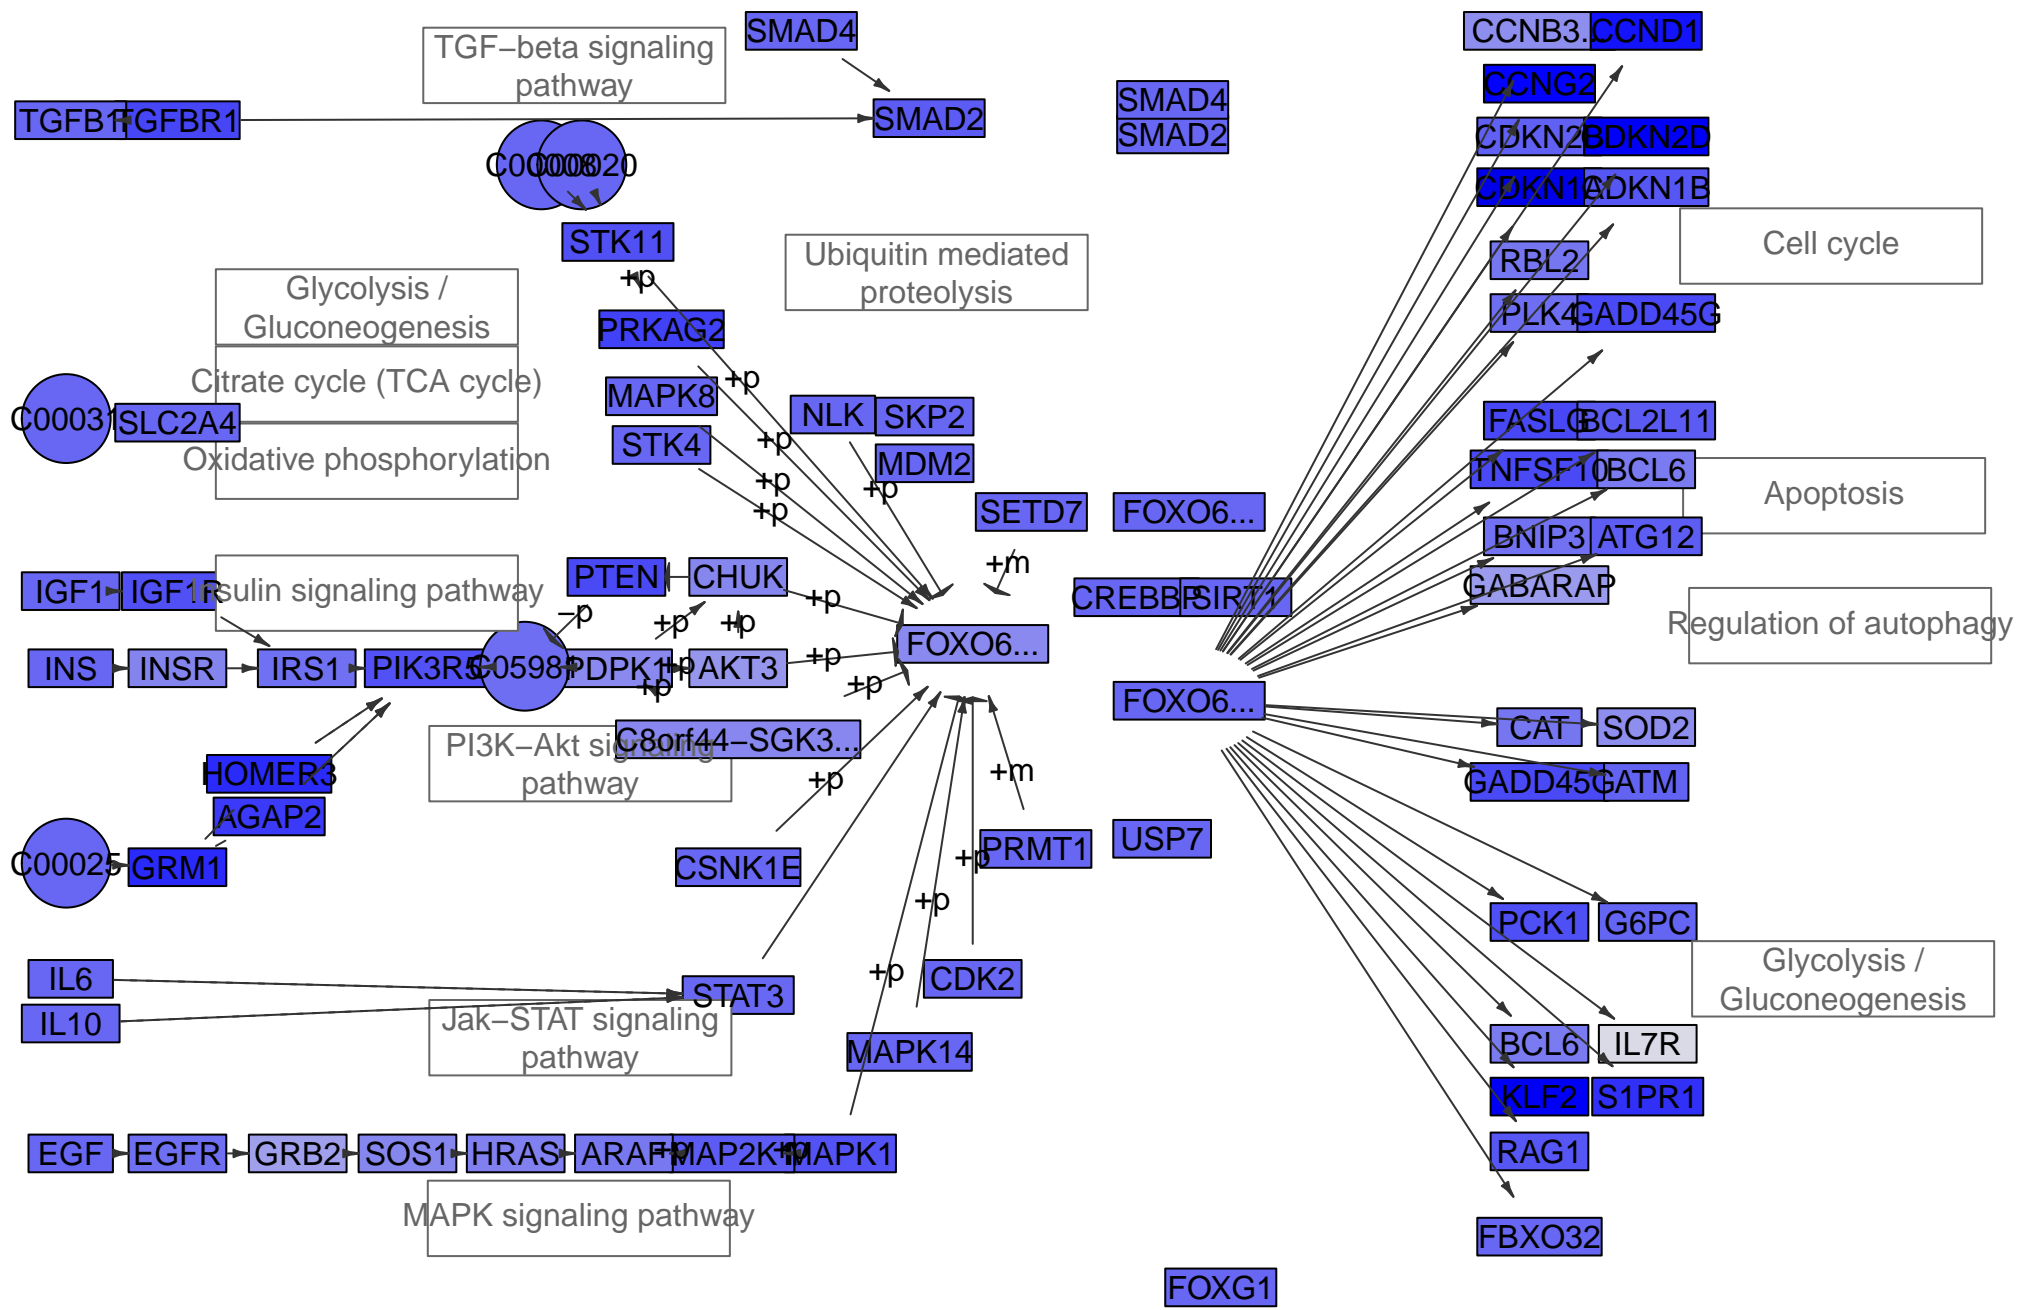 SMAD4
CCNB3...
CCND1
TGF−beta signaling
pathway
CCNG2
SMAD4
TGFB1
TGFBR1
SMAD2
SMAD2
CDKN2B
CDKN2D
C00020
CDKN1A
CDKN1B
STK11
Ubiquitin mediated
proteolysis
Cell cycle
RBL2
+p
Glycolysis /
Gluconeogenesis
PRKAG2
PLK4
GADD45G
Citrate cycle (TCA cycle)
+p
MAPK8
NLK
SKP2
FASLG
BCL2L11
C00031
SLC2A4
STK4
+p
MDM2
TNFSF10
BCL6
Oxidative phosphorylation
+p
+p
Apoptosis
+p
SETD7
FOXO6...
BNIP3
ATG12
+m
PTEN
CHUK
GABARAP
IGF1
IGF1R
Insulin signaling pathway
+p
CREBBP
SIRT1
−p
+p
+p
Regulation of autophagy
FOXO6...
INS
INSR
IRS1
PIK3R5
C05981
PDPK1
+p
AKT3
+p
+p
+p
FOXO6...
CAT
SOD2
C8orf44−SGK3...
PI3K−Akt signaling
pathway
HOMER3
+p
+m
GADD45G
GATM
AGAP2
USP7
PRMT1
C00025
GRM1
CSNK1E
+p
+p
PCK1
G6PC
+p
IL6
STAT3
CDK2
Glycolysis /
Gluconeogenesis
IL10
Jak−STAT signaling
pathway
MAPK14
BCL6
IL7R
KLF2
S1PR1
EGF
EGFR
GRB2
SOS1
HRAS
ARAF
+p
MAP2K1
+p
MAPK1
RAG1
MAPK signaling pathway
FBXO32
FOXG1